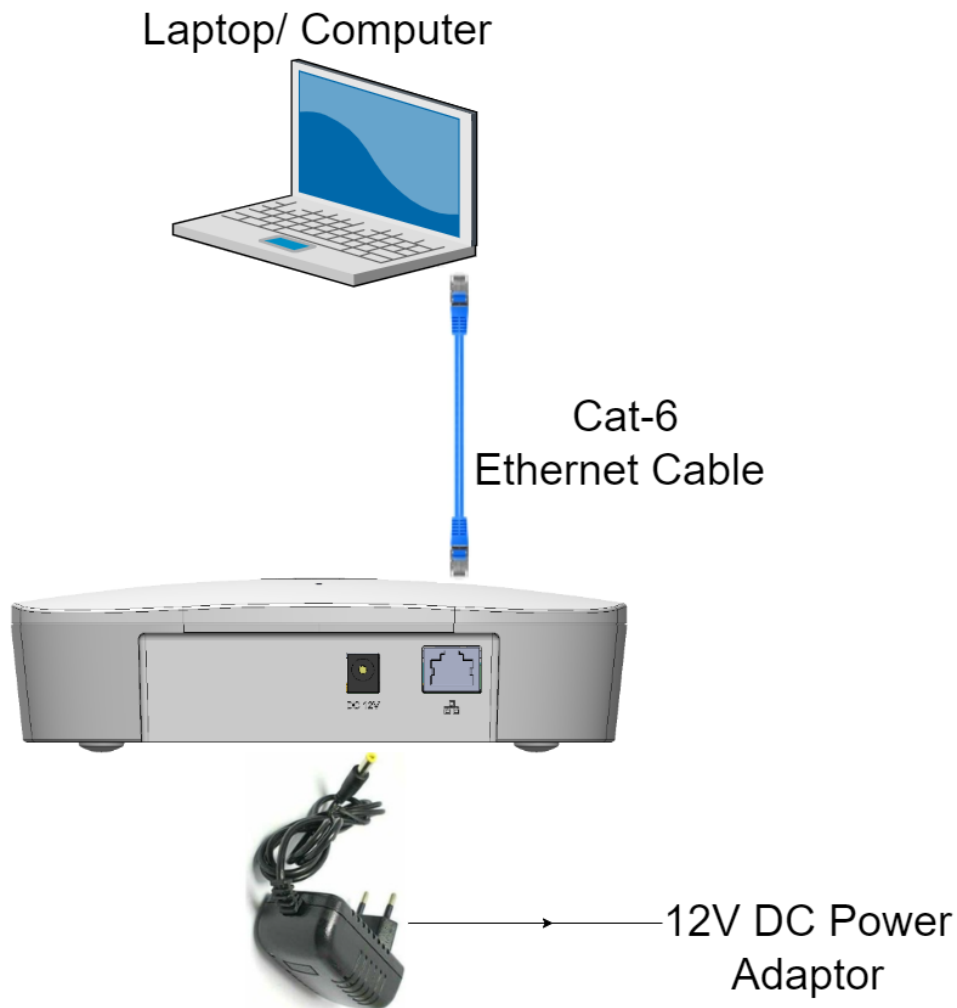 Laptop/ Computer
Cat-6
Ethernet Cable
DC 12V
12V DC Power
Adaptor